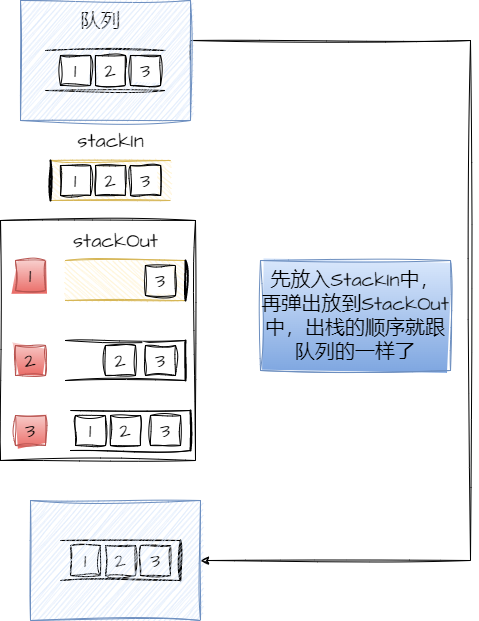 队列
1 2 3
stackIn
1 2 3
stackOut
1 3
2 2 3
3 1 2 3
先放入StackIn中，
再弹出放到StackOut
中，出栈的顺序就跟
队列的一样了
1 2 3